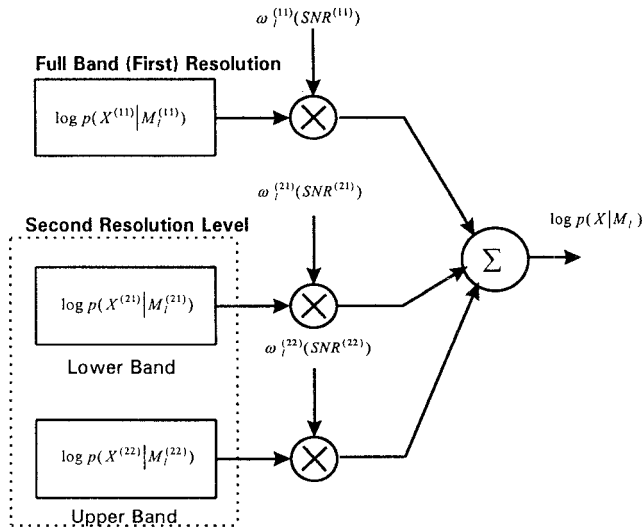 ω_l^(11)(SNR^(11))
Full Band (First) Resolution
log p(X^(11)|M_l^(11))
ω_l^(21)(SNR^(21))
log p(X|M_l)
Second Resolution Level
Σ
log p(X^(21)|M_l^(21))
Lower Band
ω_l^(22)(SNR^(22))
log p(X^(22)|M_l^(22))
Upper Band